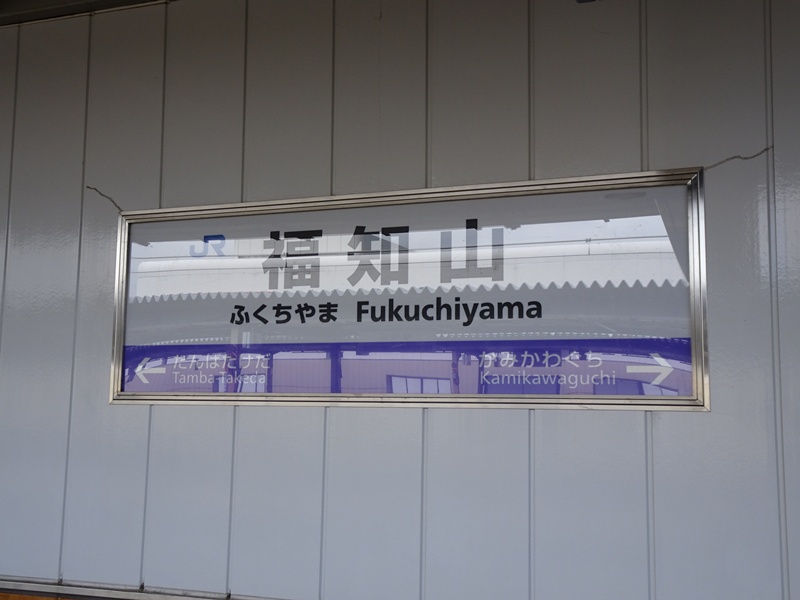 JR 福知山
ふくちやま Fukuchiyama
たんばたけだ
Tamba-Takeda
かみかわぐち
Kamikawaguchi